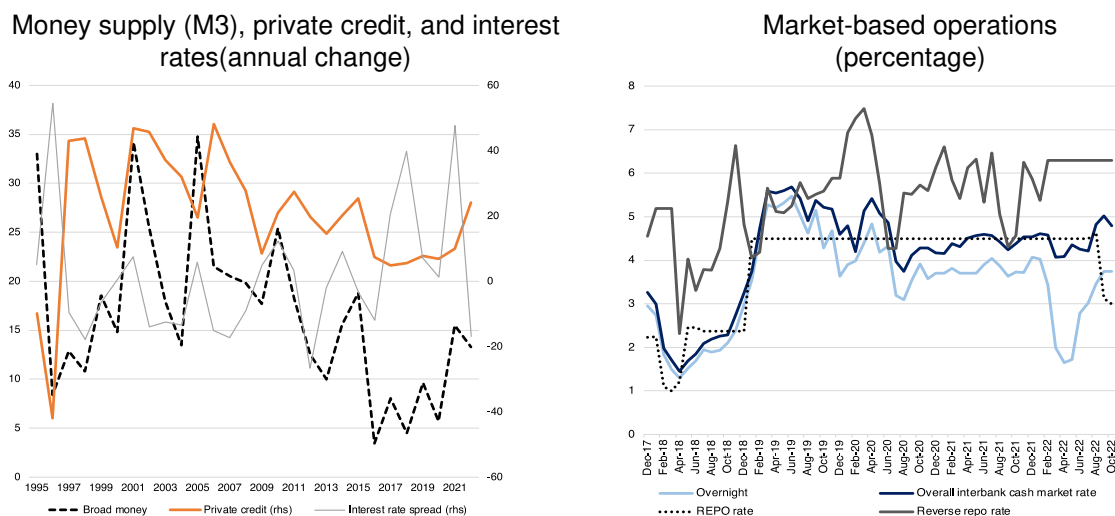 Money supply (M3), private credit, and interest
rates(annual change)
40
35
30
25
20
15
10
5
0
60
40
20
0
-20
-40
-60
1995 1997 1999 2001 2003 2005 2007 2009 2011 2013 2015 2017 2019 2021
Broad money Private credit (rhs) Interest rate spread (rhs)
Market-based operations
(percentage)
8
7
6
5
4
3
2
1
0
Dec-17 Feb-18 Apr-18 Jun-18 Aug-18 Oct-18 Dec-18 Feb-19 Apr-19 Jun-19 Aug-19 Oct-19 Dec-19 Feb-20 Apr-20 Jun-20 Aug-20 Oct-20 Dec-20 Feb-21 Apr-21 Jun-21 Aug-21 Oct-21 Dec-21 Feb-22 Apr-22 Jun-22 Aug-22 Oct-22
Overnight Overall interbank cash market rate
REPO rate Reverse repo rate